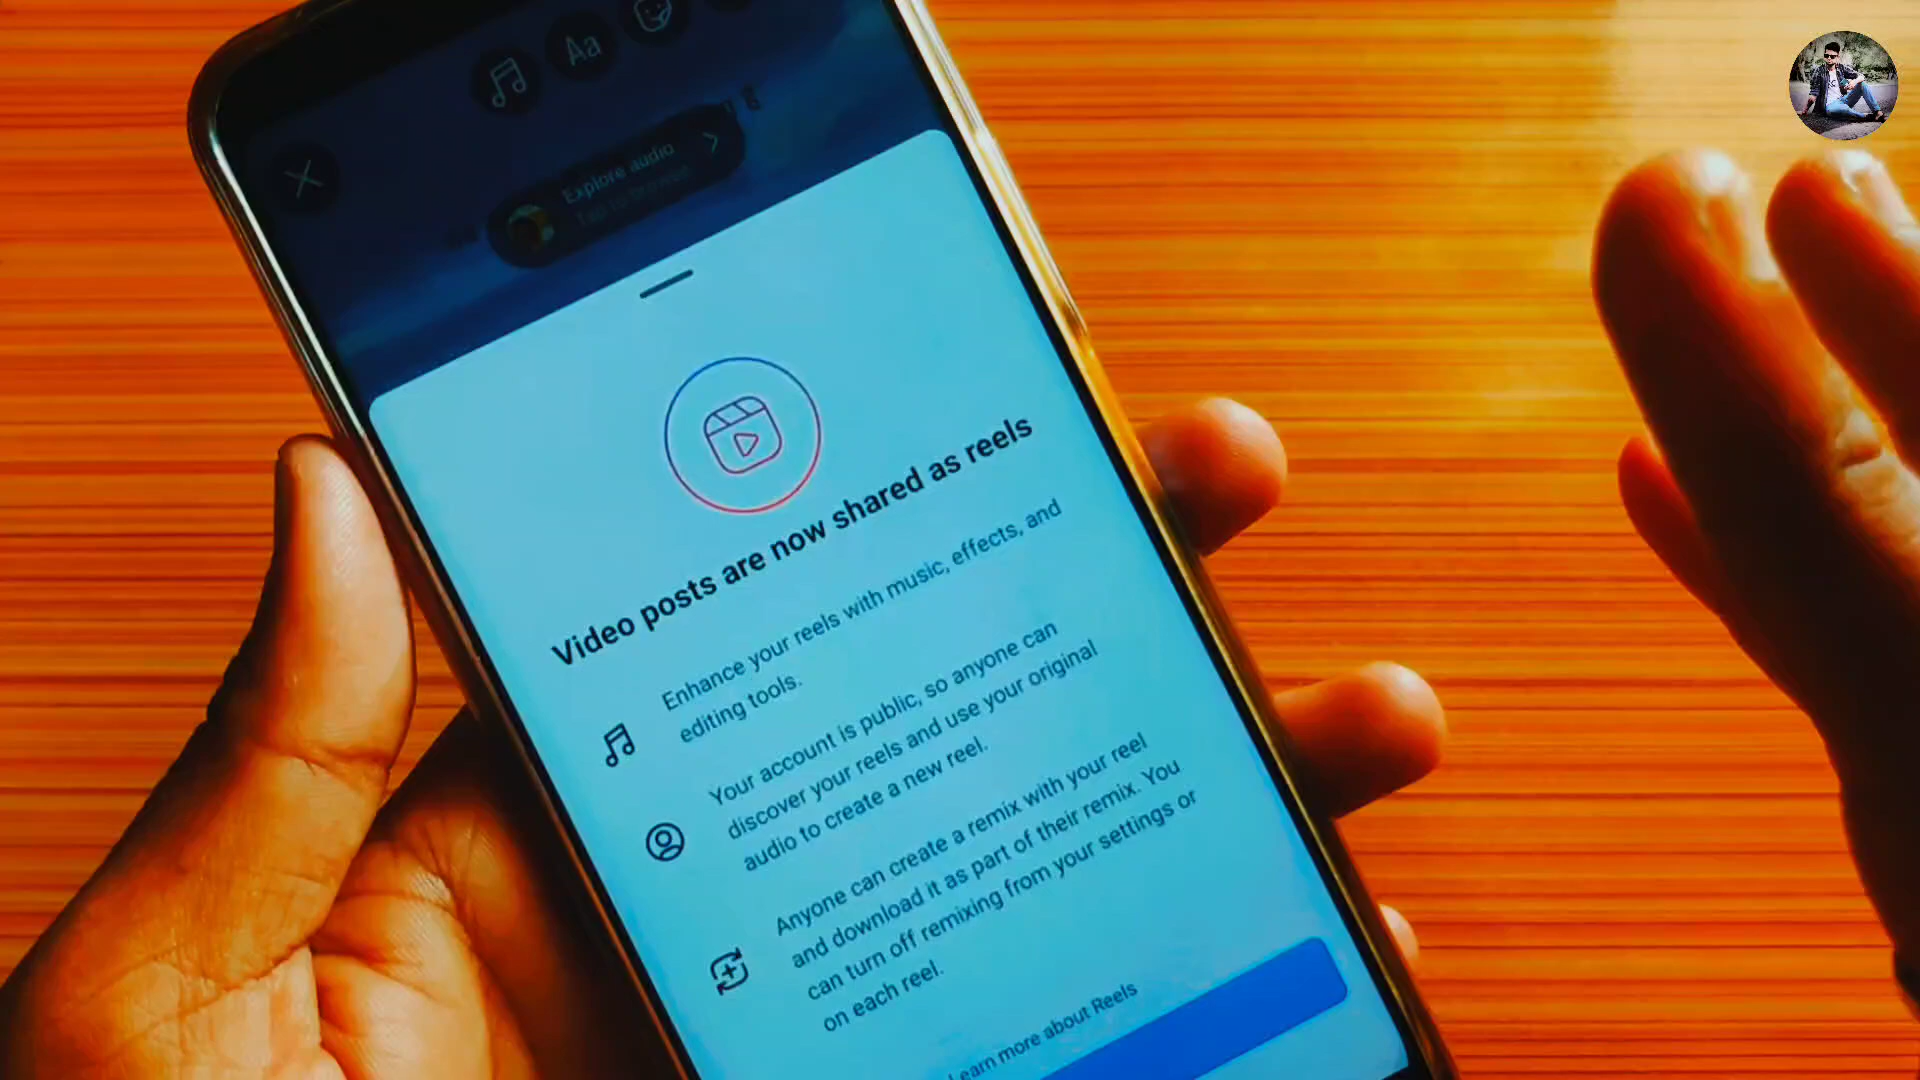 Aa
Explore audio
Video posts are now shared as reels
Enhance your reels with music, effects, and
editing tools.
Your account is public, so anyone can
discover your reels and use your original
audio to create a new reel.
Anyone can create a remix with your reel
and download it as part of their remix. You
can turn off remixing from your settings or
on each reel.
Learn more about Reels